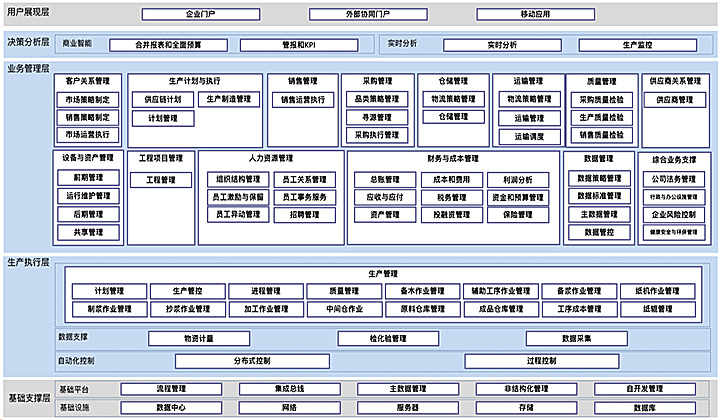 用户展现层
企业门户
外部协同门户
移动应用
决策分析层
商业智能
合并报表和全面预算
管报和KPI
实时分析
实时分析
生产监控
业务管理层
客户关系管理
市场策略制定
销售策略制定
市场运营执行
生产计划与执行
供应链计划
生产制造管理
计划管理
销售管理
销售运营执行
采购管理
品类策略管理
寻源管理
采购执行管理
仓储管理
物流策略管理
仓储管理
运输管理
物流策略管理
运输管理
运输调度
质量管理
采购质量检验
生产质量检验
销售质量检验
供应商关系管理
供应商管理
设备与资产管理
前期管理
运行维护管理
后期管理
共享管理
工程项目管理
工程管理
人力资源管理
组织结构管理
员工关系管理
员工激励与保留
员工事务服务
员工异动管理
招聘管理
财务与成本管理
总账管理
成本和费用
利润分析
应收与应付
税务管理
资金和预算管理
资产管理
投融资管理
保险管理
数据管理
数据策略管理
数据标准管理
主数据管理
数据管控
综合业务支撑
公司法务管理
行政与办公设施管理
企业风险控制
健康安全与环保管理
生产执行层
生产管理
计划管理
生产管控
进程管理
质量管理
备木作业管理
辅助工序作业管理
备浆作业管理
纸机作业管理
制浆作业管理
抄浆作业管理
加工作业管理
中间仓作业
原料仓库管理
成品仓库管理
工序成本管理
纸辊管理
数据支撑
物资计量
检化验管理
数据采集
自动化控制
分布式控制
过程控制
基础支撑层
基础平台
流程管理
集成总线
主数据管理
非结构化管理
自开发管理
基础设施
数据中心
网络
服务器
存储
数据库